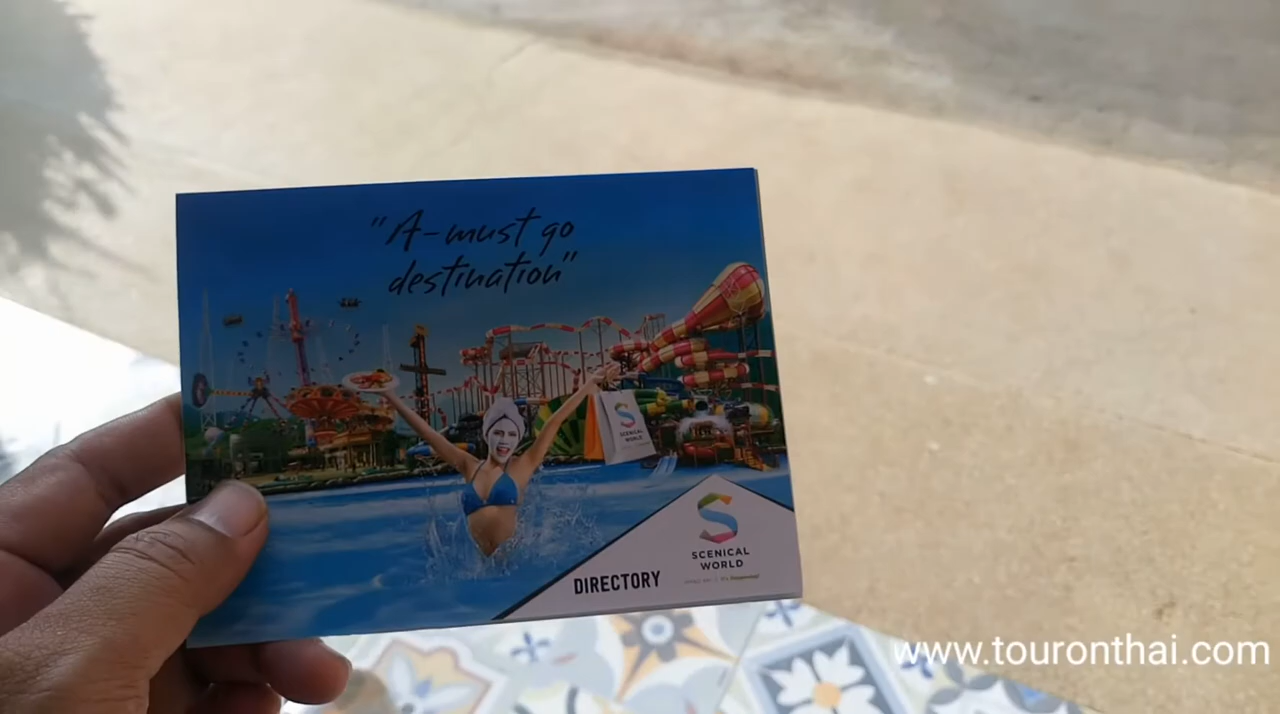 "A-must go
destination"
S
SCENICAL
WORLD
S
SCENICAL
WORLD
DIRECTORY
www.touronthai.com